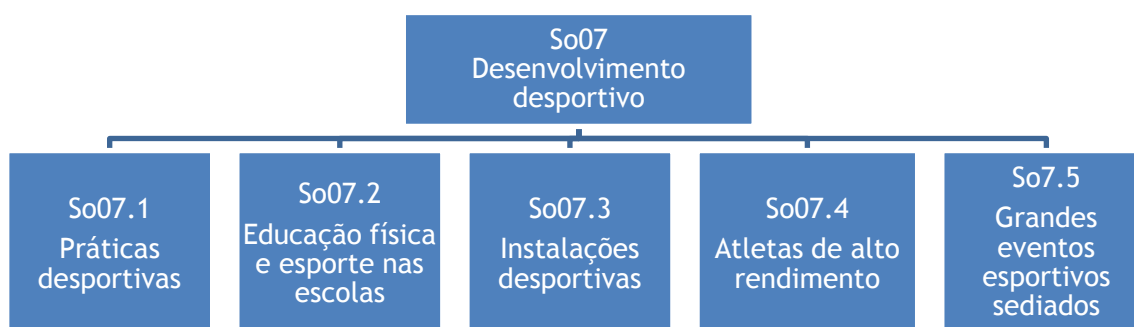 So07
Desenvolvimento
desportivo
So07.1
Práticas
desportivas
So07.2
Educação física
e esporte nas
escolas
So07.3
Instalações
desportivas
So07.4
Atletas de alto
rendimento
So7.5
Grandes
eventos
esportivos
sediados